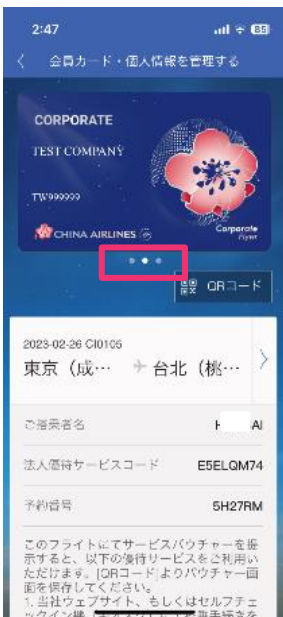 2:47
85
会員カード・個人情報を管理する
CORPORATE
TEST COMPANY
TW999999
CHINA AIRLINES
Corporate
Flyer
QRコード
2023-02-26 CI0105
東京（成… 台北（桃…
ご搭乗者名 H AI
法人優待サービスコード E5ELQM74
予約番号 5H27RM
このフライトにてサービスバウチャーを提
示すると、以下の優待サービスをご利用い
ただけます。[QRコード]よりバウチャー画
面を保存してください。
1. 当社ウェブサイト、もしくはセルフチェ